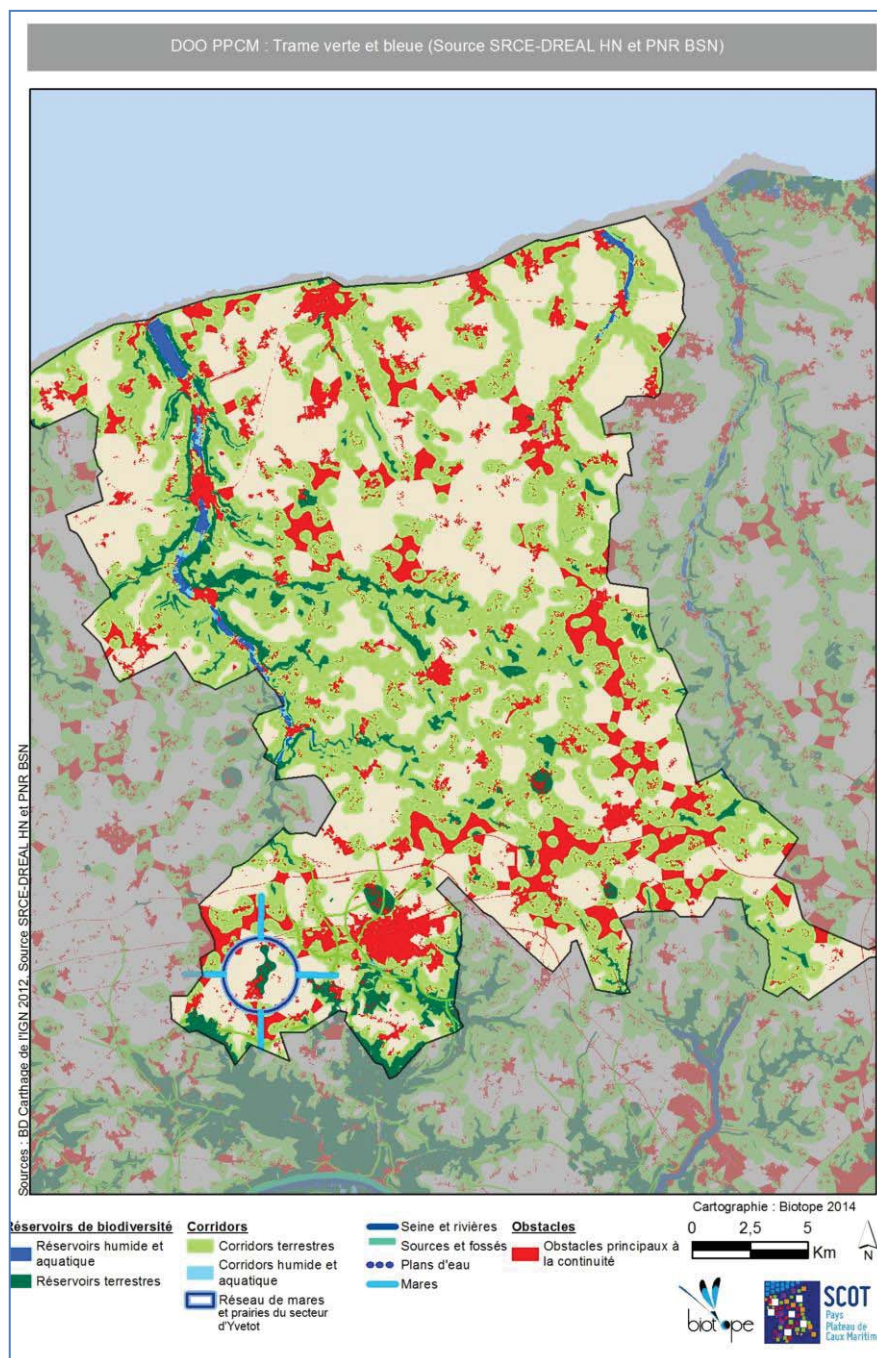 DOO PPCM : Trame verte et bleue (Source SRCE-DREAL HN et PNR BSN)
Sources : BD Carthage de l'IGN 2012, Source SRCE-DREAL HN et PNR BSN
Réservoirs de biodiversité
Réservoirs humide et
aquatique
Réservoirs terrestres
Corridors
Corridors terrestres
Corridors humide et
aquatique
Réseau de mares
et prairies du secteur
d'Yvetot
Seine et rivières
Sources et fossés
Plans d'eau
Mares
Obstacles
Obstacles principaux à
la continuité
Cartographie : Biotope 2014
0 2,5 5
Km
N
biotope
SCOT
Pays
Plateau de
Caux Maritim